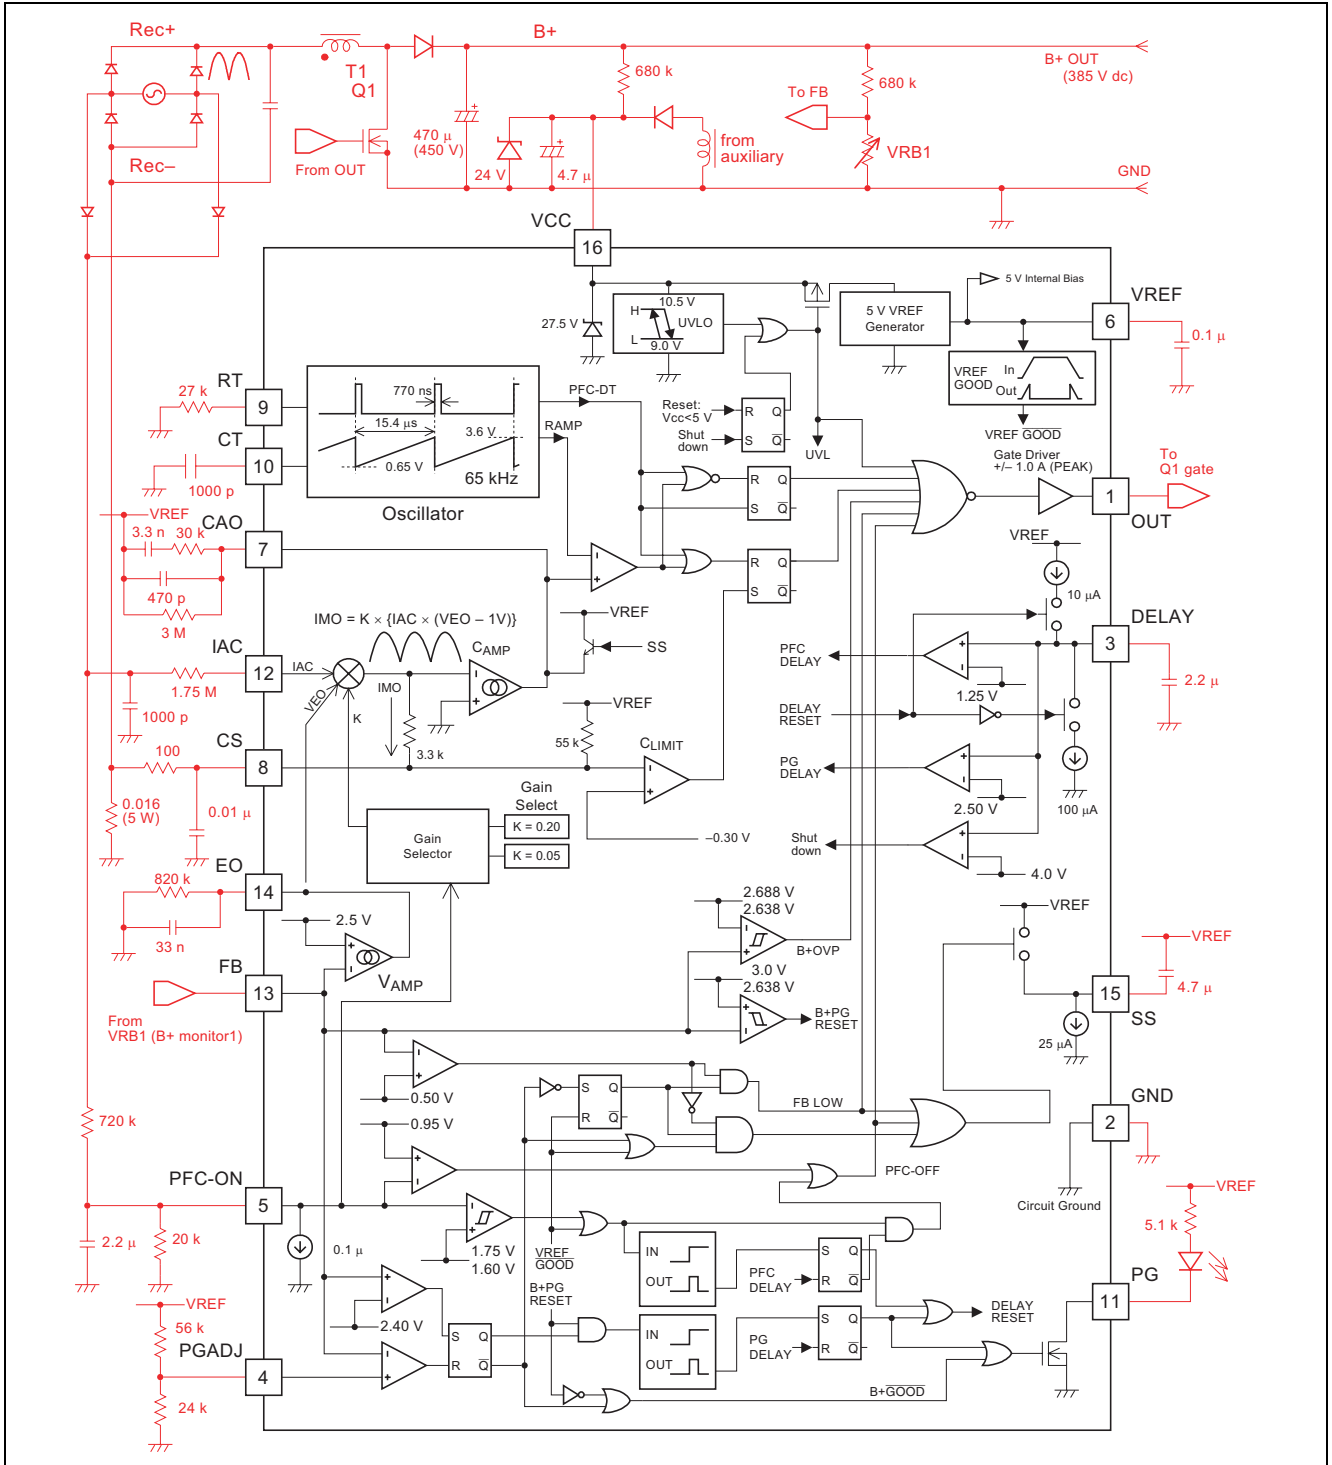 Rec+
B+
T1
Q1
680 k
680 k
B+ OUT
(385 V dc)
To FB
Rec–
From OUT
470 μ
(450 V)
24 V
4.7 μ
from
auxiliary
VRB1
GND
VCC
16
5 V Internal Bias
VREF
6
0.1 μ
27.5 V
10.5 V
H
UVLO
L
9.0 V
5 V VREF
Generator
VREF
GOOD
In
Out
VREF GOOD
RT
27 k
9
CT
10
1000 p
770 ns
15.4 μs
3.6 V
0.65 V
65 kHz
Oscillator
PFC-DT
RAMP
Reset:
Vcc<5 V
Shut
down
R
Q
S
Q
UVL
Gate Driver
+/– 1.0 A (PEAK)
To
Q1 gate
1
OUT
R
Q
S
Q
VREF
CAO
3.3 n
30 k
7
470 p
3 M
R
Q
S
Q
VREF
10 μA
IMO = K × {IAC × (VEO – 1V)}
VREF
SS
CAMP
IAC
12
IAC
1.75 M
VEO
K
IMO
1000 p
3.3 k
VREF
55 k
CLIMIT
DELAY
3
PFC
DELAY
1.25 V
2.2 μ
DELAY
RESET
CS
100
8
PG
DELAY
2.50 V
100 μA
0.016
(5 W)
0.01 μ
Gain
Select
K = 0.20
K = 0.05
Gain
Selector
–0.30 V
Shut
down
4.0 V
EO
820 k
14
33 n
2.5 V
VAMP
2.688 V
2.638 V
B+OVP
VREF
VREF
FB
13
From
VRB1 (B+ monitor1)
3.0 V
2.638 V
B+PG
RESET
15
SS
4.7 μ
25 μA
0.50 V
S
Q
R
Q
FB LOW
0.95 V
GND
2
Circuit Ground
720 k
PFC-ON
5
PFC-OFF
VREF
5.1 k
2.2 μ
20 k
0.1 μ
1.75 V
1.60 V
VREF
GOOD
IN
OUT
PFC
DELAY
S
Q
R
Q
B+PG
RESET
PG
11
DELAY
RESET
VREF
56 k
PGADJ
4
24 k
2.40 V
S
Q
R
Q
IN
OUT
PG
DELAY
S
Q
R
Q
B+GOOD